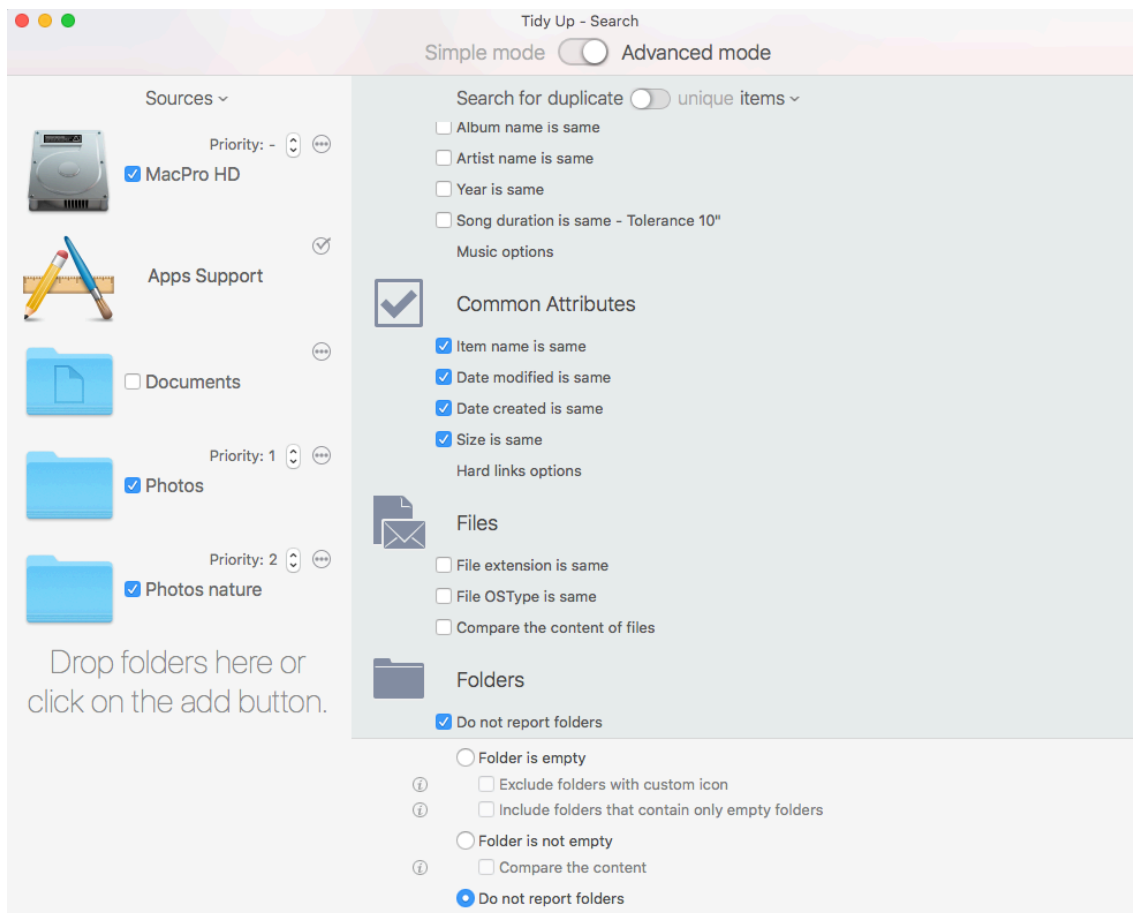 Tidy Up - Search
Simple mode Advanced mode
Sources
Priority: -
MacPro HD
Apps Support
Documents
Priority: 1
Photos
Priority: 2
Photos nature
Drop folders here or
click on the add button.
Search for duplicate unique items
Album name is same
Artist name is same
Year is same
Song duration is same - Tolerance 10"
Music options
Common Attributes
Item name is same
Date modified is same
Date created is same
Size is same
Hard links options
Files
File extension is same
File OSType is same
Compare the content of files
Folders
Do not report folders
Folder is empty
Exclude folders with custom icon
Include folders that contain only empty folders
Folder is not empty
Compare the content
Do not report folders